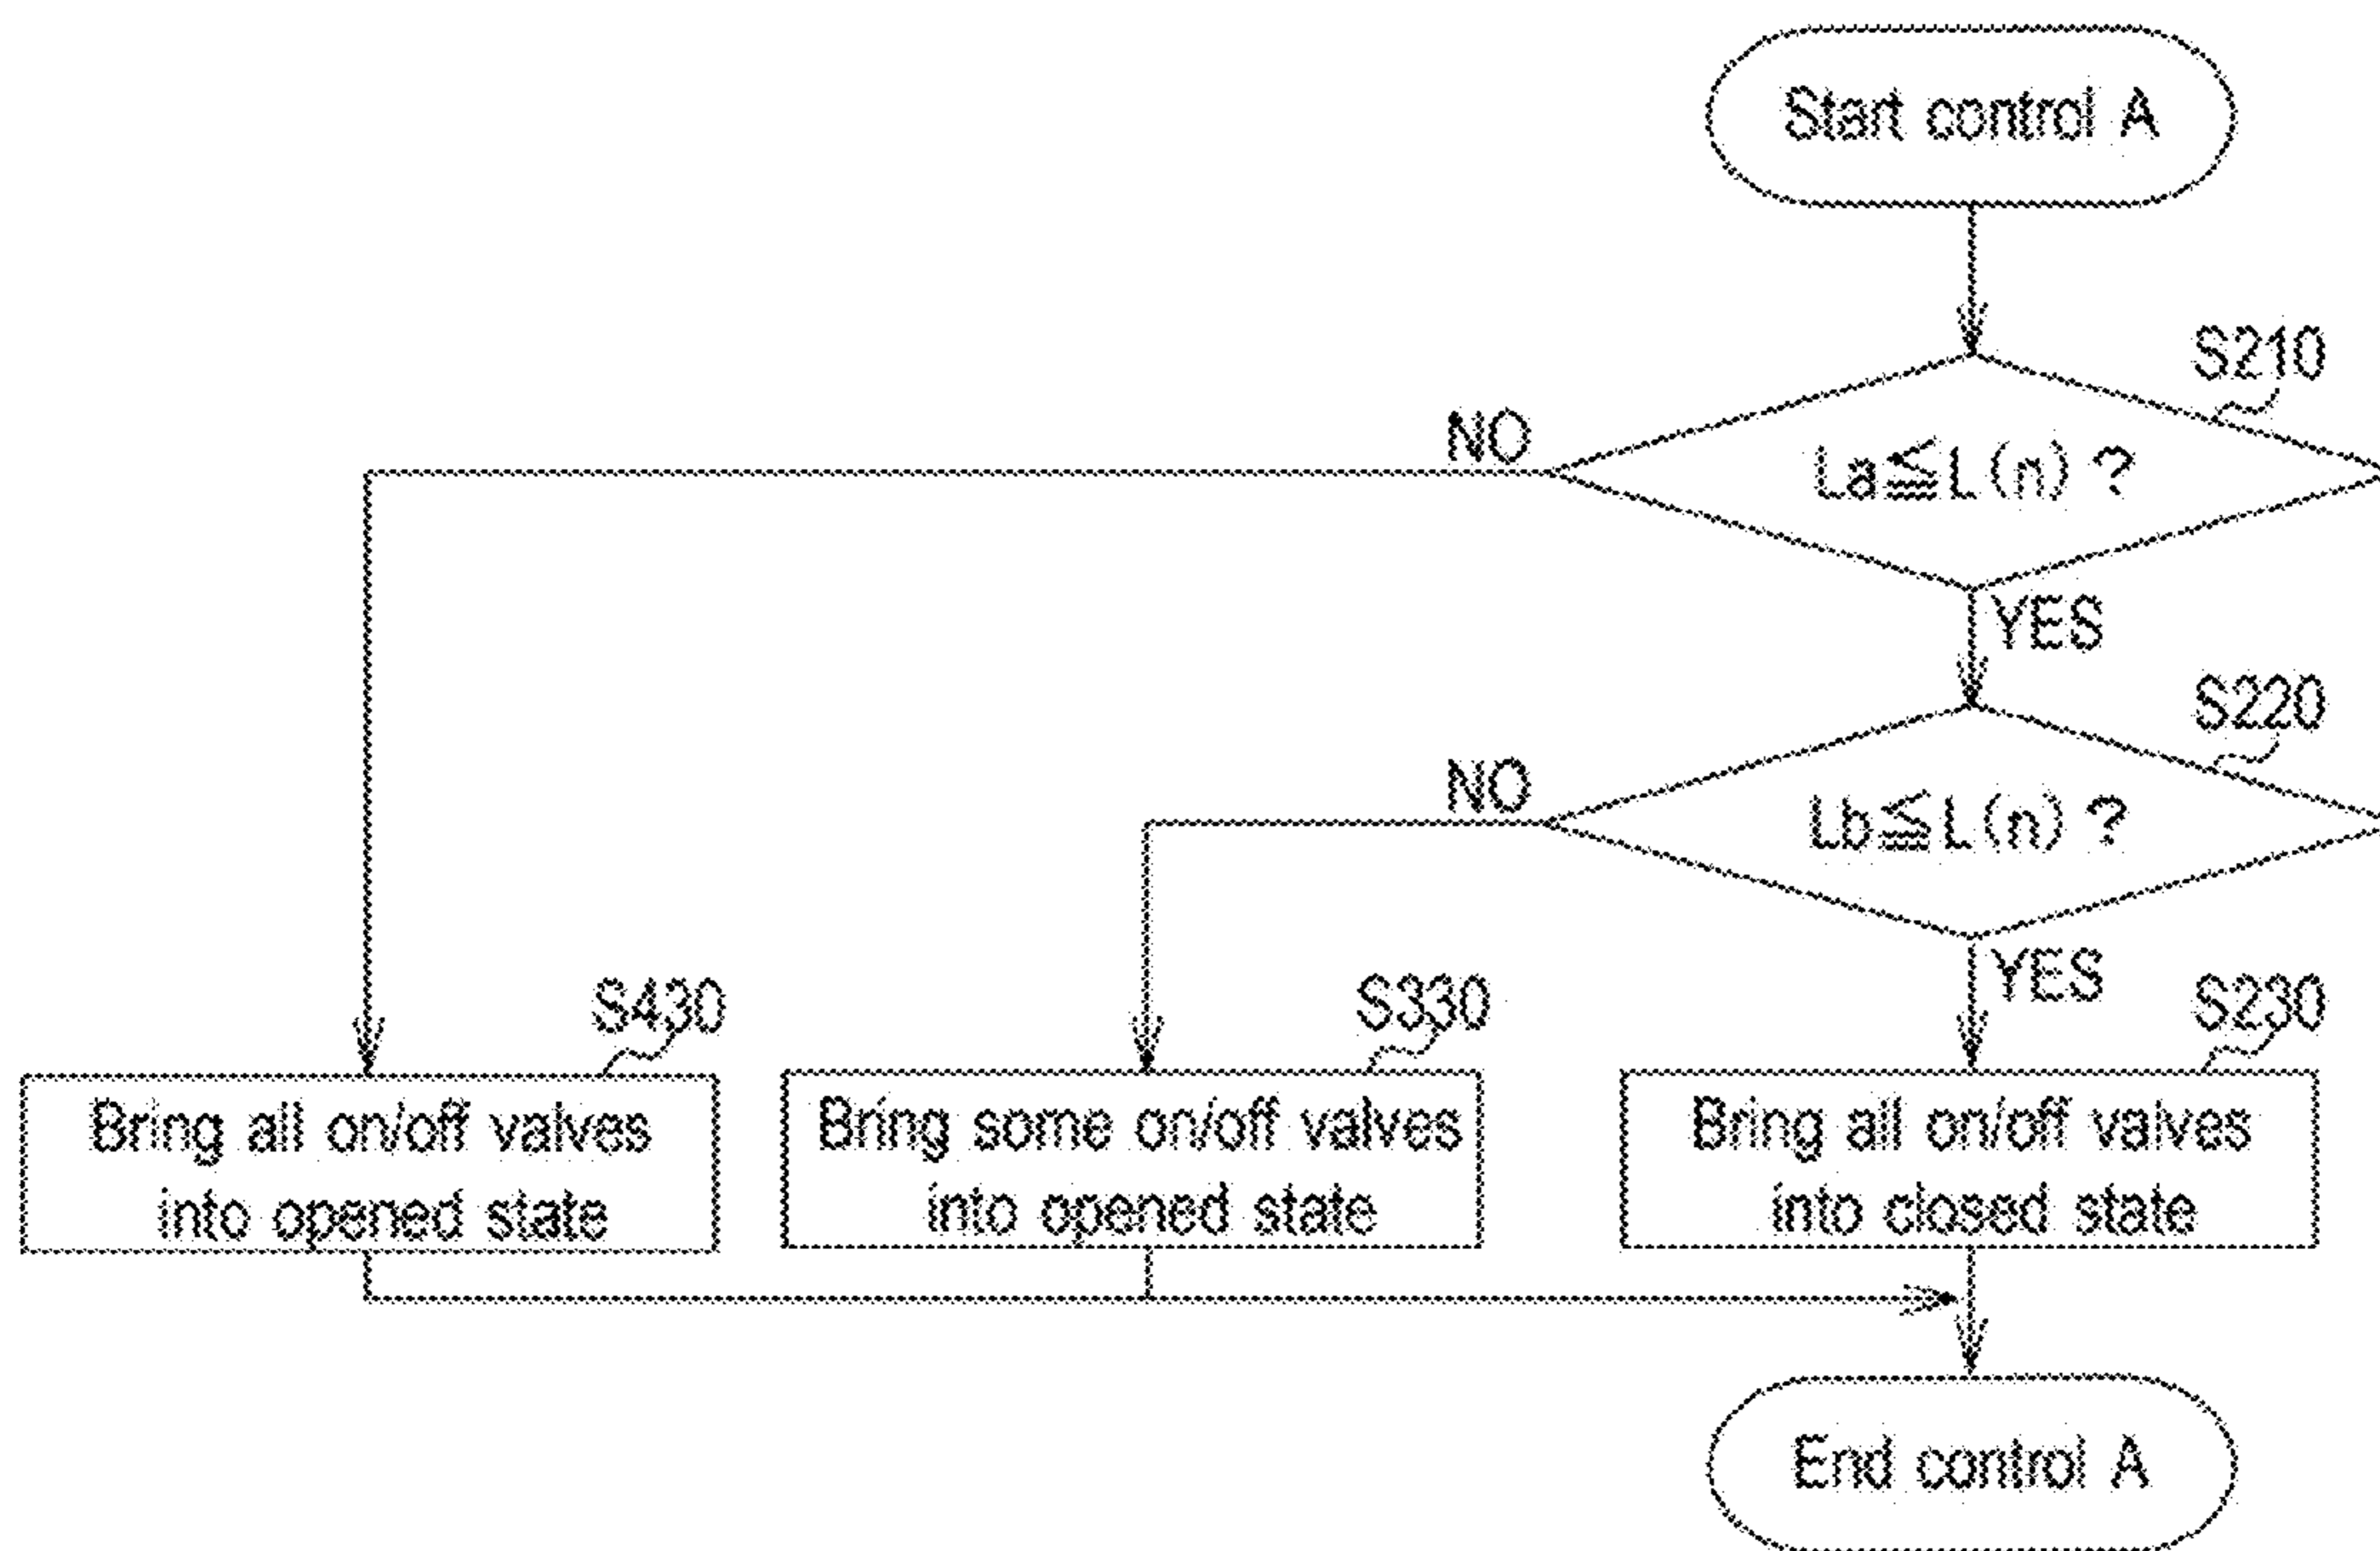 Start control A
S210
NO
La≦L(n) ?
YES
S220
NO
Lb≦L(n) ?
YES
S430
S330
S230
Bring all on/off valves
into opened state
Bring some on/off valves
into opened state
Bring all on/off valves
into closed state
End control A